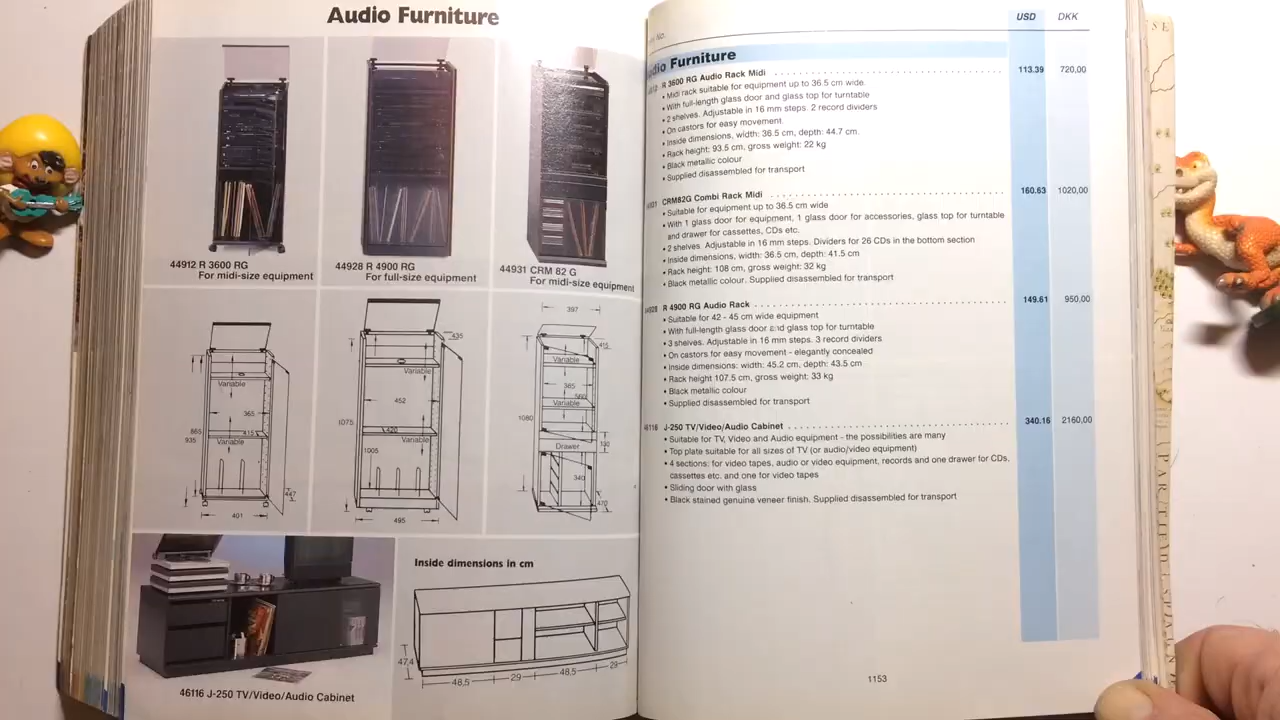 Audio Furniture
44912 R 3600 RG
For midi-size equipment
44928 R 4900 RG
For full-size equipment
44931 CRM 82 G
For midi-size equipment
Variable
365
415
Variable
865
935
447
401
435
Variable
452
1075
420
Variable
1005
495
397
415
Variable
385
Variable
1080
Drawer
340
470
46116 J-250 TV/Video/Audio Cabinet
Inside dimensions in cm
47,4
48,5
29
48,5
29
No.
USD DKK
Audio Furniture
R 3600 RG Audio Rack Midi 113.39 720,00
• Midi rack suitable for equipment up to 36.5 cm wide.
• With full-length glass door and glass top for turntable
• 2 shelves. Adjustable in 16 mm steps. 2 record dividers
• On castors for easy movement.
• Inside dimensions, width: 36.5 cm, depth: 44.7 cm.
• Rack height: 93.5 cm, gross weight: 22 kg
• Black metallic colour
• Supplied disassembled for transport
CRM82G Combi Rack Midi 160.63 1020,00
• Suitable for equipment up to 36.5 cm wide
• With 1 glass door for equipment, 1 glass door for accessories, glass top for turntable
and drawer for cassettes, CDs etc.
• 2 shelves. Adjustable in 16 mm steps. Dividers for 26 CDs in the bottom section
• Inside dimensions, width: 36.5 cm, depth: 41.5 cm
• Rack height: 108 cm, gross weight: 32 kg
• Black metallic colour. Supplied disassembled for transport
44928 R 4900 RG Audio Rack 149.61 950,00
• Suitable for 42 - 45 cm wide equipment
• With full-length glass door and glass top for turntable
• 3 shelves. Adjustable in 16 mm steps. 3 record dividers
• On castors for easy movement - elegantly concealed
• Inside dimensions: width: 45.2 cm, depth: 43.5 cm
• Rack height 107.5 cm, gross weight: 33 kg
• Black metallic colour
• Supplied disassembled for transport
46116 J-250 TV/Video/Audio Cabinet 340.16 2160,00
• Suitable for TV, Video and Audio equipment - the possibilities are many
• Top plate suitable for all sizes of TV (or audio/video equipment)
• 4 sections: for video tapes, audio or video equipment, records and one drawer for CDs,
cassettes etc. and one for video tapes
• Sliding door with glass
• Black stained genuine veneer finish. Supplied disassembled for transport
1153